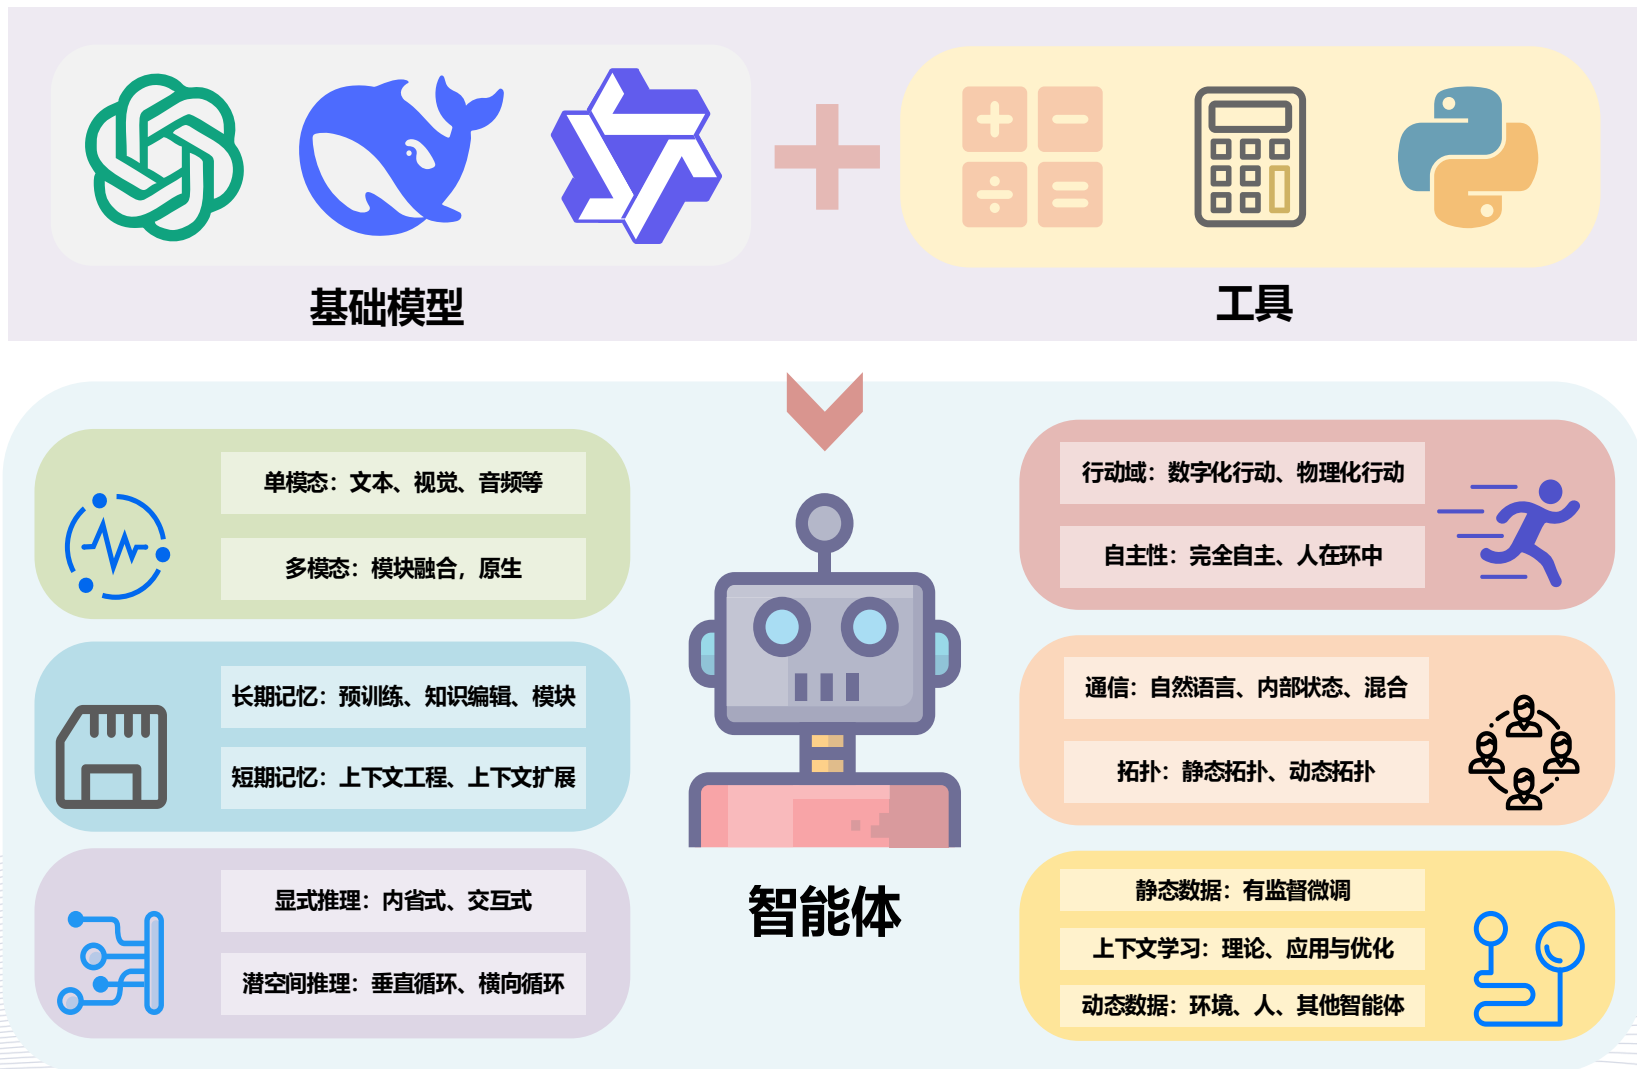 基础模型
工具
单模态：文本、视觉、音频等
多模态：模块融合，原生
长期记忆：预训练、知识编辑、模块
短期记忆：上下文工程、上下文扩展
显式推理：内省式、交互式
潜空间推理：垂直循环、横向循环
智能体
行动域：数字化行动、物理化行动
自主性：完全自主、人在环中
通信：自然语言、内部状态、混合
拓扑：静态拓扑、动态拓扑
静态数据：有监督微调
上下文学习：理论、应用与优化
动态数据：环境、人、其他智能体